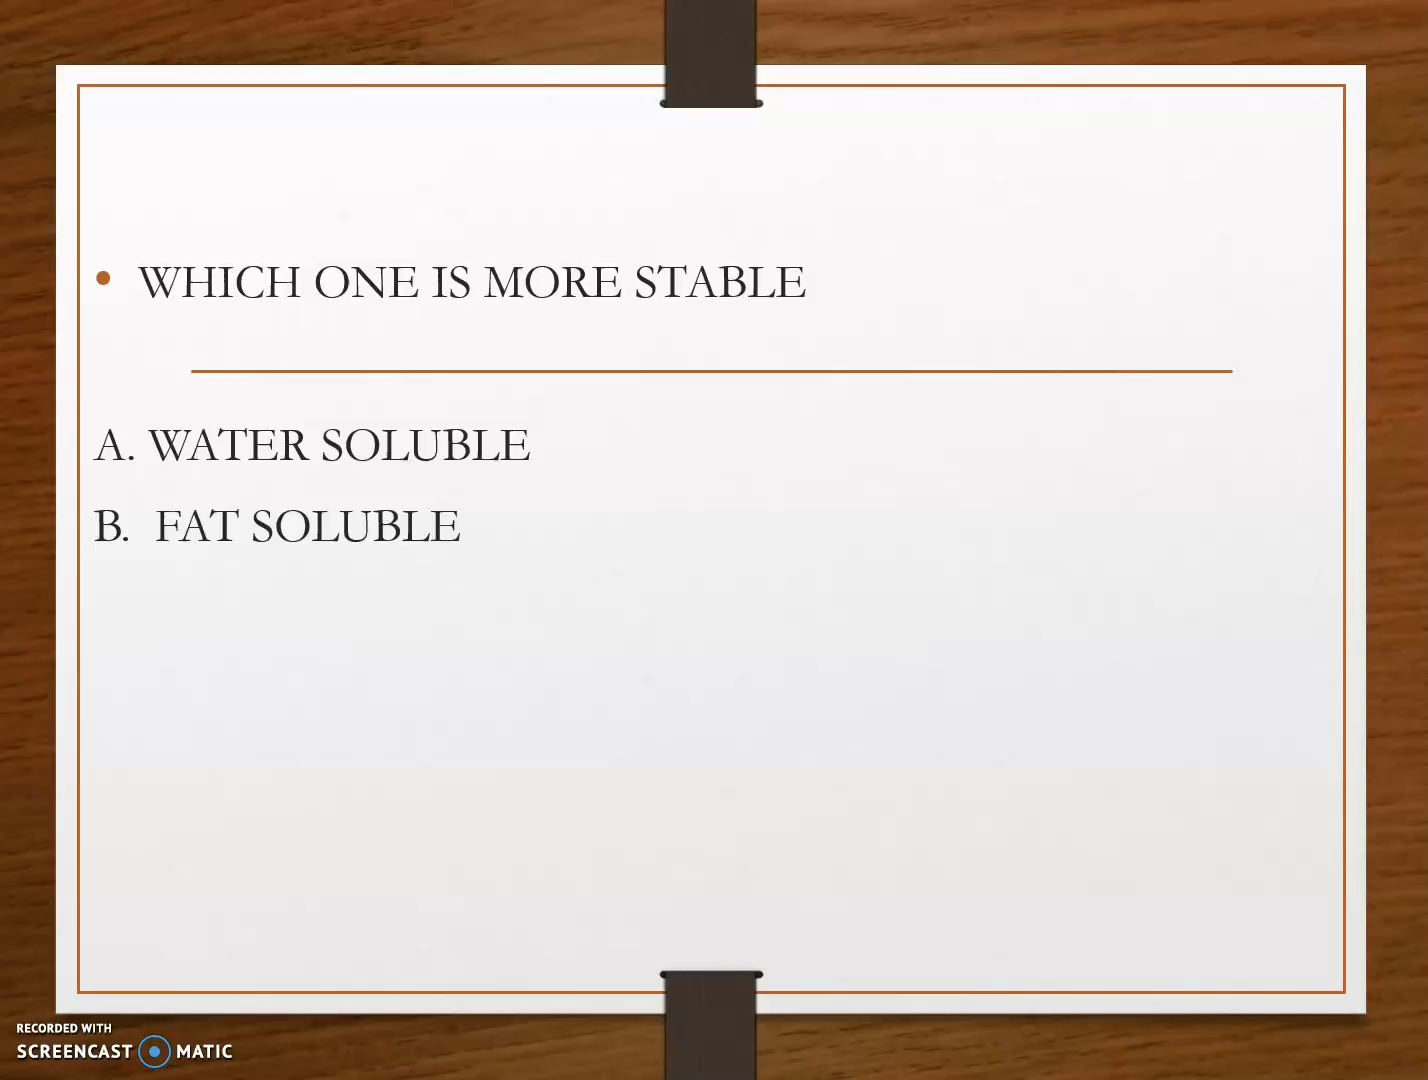 • WHICH ONE IS MORE STABLE
A. WATER SOLUBLE
B. FAT SOLUBLE
RECORDED WITH
SCREENCAST MATIC